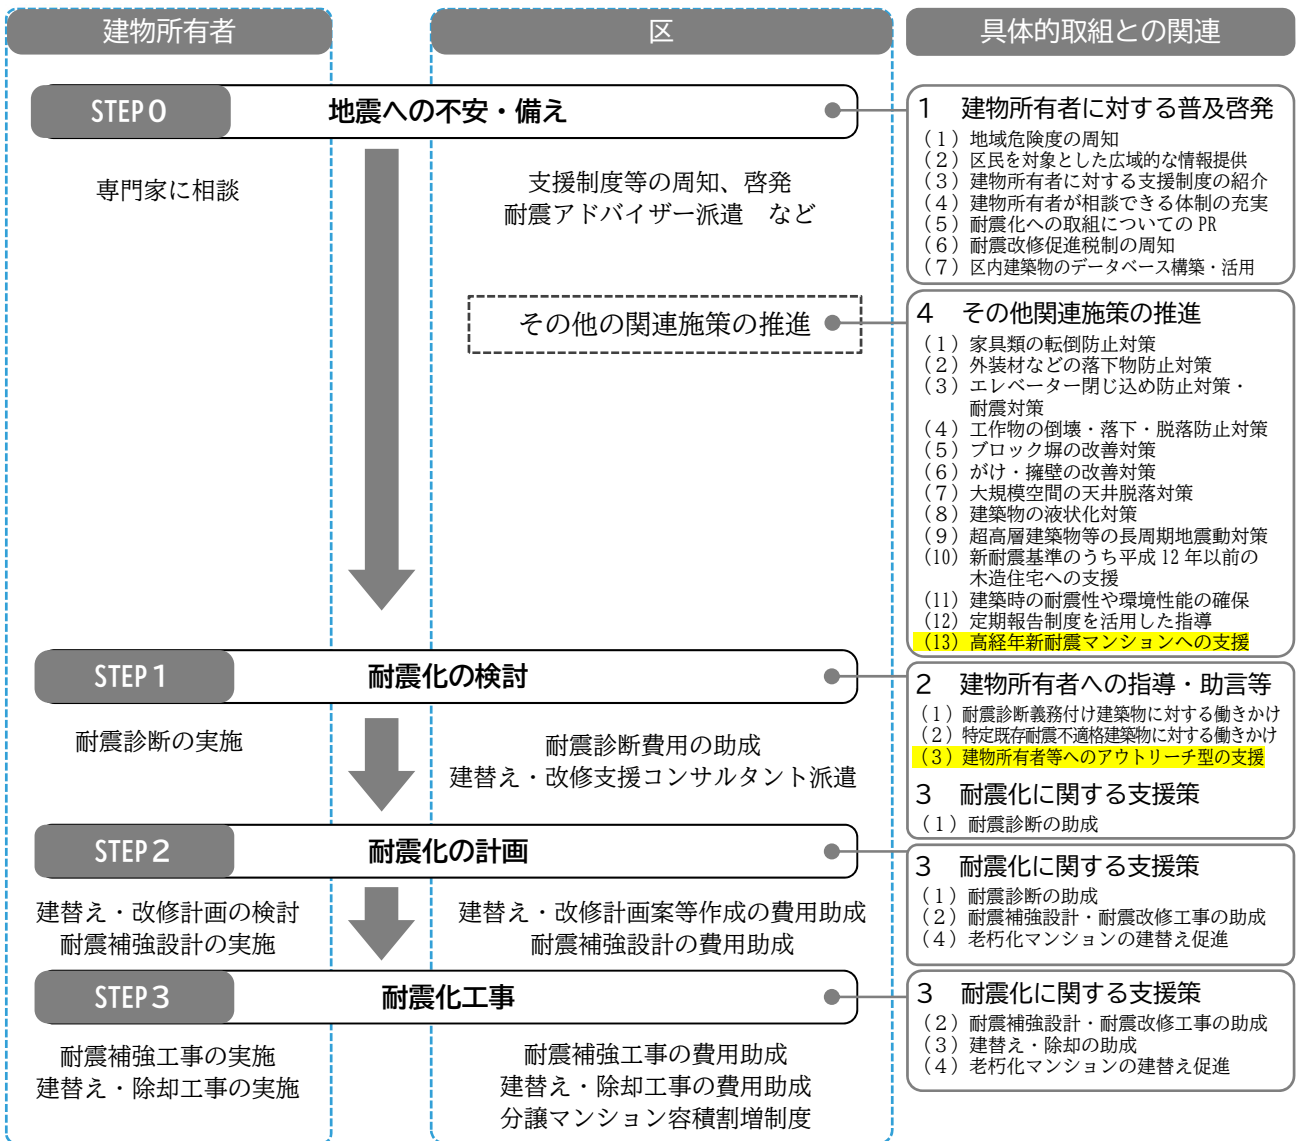 建物所有者
区
具体的取組との関連
STEP０
地震への不安・備え
専門家に相談
支援制度等の周知、啓発
耐震アドバイザー派遣　など
１　建物所有者に対する普及啓発
（１）地域危険度の周知
（２）区民を対象とした広域的な情報提供
（３）建物所有者に対する支援制度の紹介
（４）建物所有者が相談できる体制の充実
（５）耐震化への取組についての PR
（６）耐震改修促進税制の周知
（７）区内建築物のデータベース構築・活用
その他の関連施策の推進
４　その他関連施策の推進
（１）家具類の転倒防止対策
（２）外装材などの落下物防止対策
（３）エレベーター閉じ込め防止対策・
耐震対策
（４）工作物の倒壊・落下・脱落防止対策
（５）ブロック塀の改善対策
（６）がけ・擁壁の改善対策
（７）大規模空間の天井脱落対策
（８）建築物の液状化対策
（９）超高層建築物等の長周期地震動対策
（10）新耐震基準のうち平成 12 年以前の
木造住宅への支援
（11）建築時の耐震性や環境性能の確保
（12）定期報告制度を活用した指導
（13）高経年新耐震マンションへの支援
STEP１
耐震化の検討
耐震診断の実施
耐震診断費用の助成
建替え・改修支援コンサルタント派遣
２　建物所有者への指導・助言等
（１）耐震診断義務付け建築物に対する働きかけ
（２）特定既存耐震不適格建築物に対する働きかけ
（３）建物所有者等へのアウトリーチ型の支援
３　耐震化に関する支援策
（１）耐震診断の助成
STEP２
耐震化の計画
建替え・改修計画の検討
耐震補強設計の実施
建替え・改修計画案等作成の費用助成
耐震補強設計の費用助成
３　耐震化に関する支援策
（１）耐震診断の助成
（２）耐震補強設計・耐震改修工事の助成
（４）老朽化マンションの建替え促進
STEP３
耐震化工事
耐震補強工事の実施
建替え・除却工事の実施
耐震補強工事の費用助成
建替え・除却工事の費用助成
分譲マンション容積割増制度
３　耐震化に関する支援策
（２）耐震補強設計・耐震改修工事の助成
（３）建替え・除却の助成
（４）老朽化マンションの建替え促進